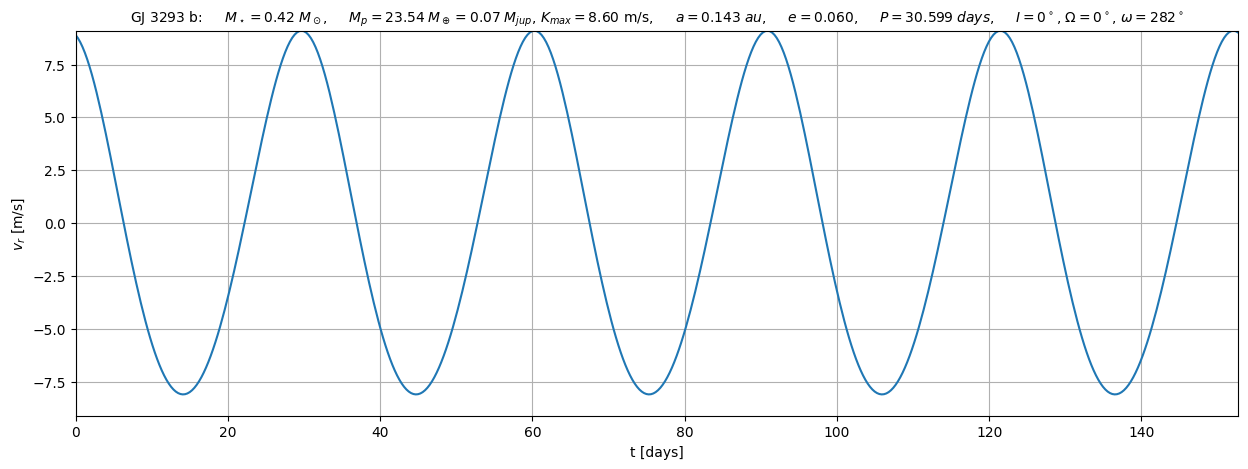 GJ 3293 b: M⋆ = 0.42 M⊙, Mp = 23.54 M⊕ = 0.07 Mjup, Kmax = 8.60 m/s, a = 0.143 au, e = 0.060, P = 30.599 days, I = 0°, Ω = 0°, ω = 282°
7.5
5.0
2.5
0.0
−2.5
−5.0
−7.5
vr [m/s]
0 20 40 60 80 100 120 140
t [days]